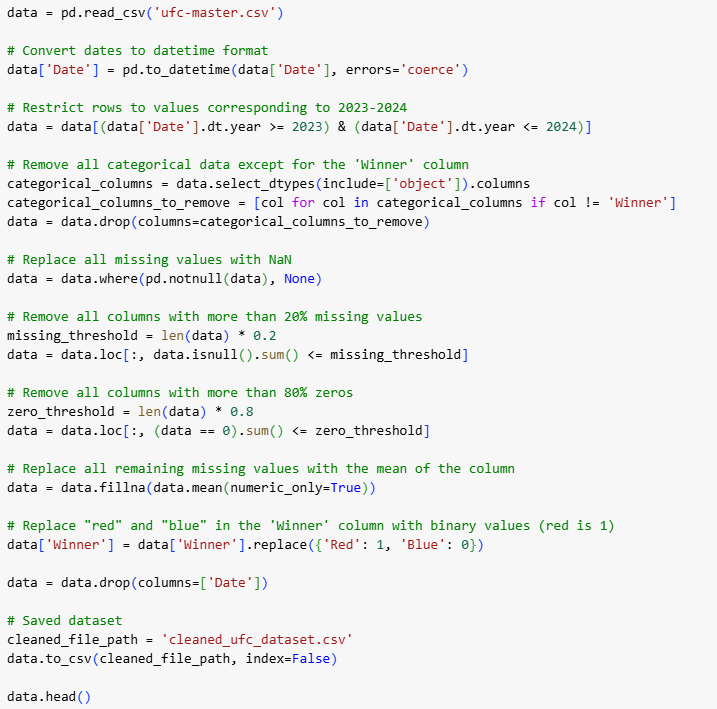 data = pd.read_csv('ufc-master.csv')
# Convert dates to datetime format
data['Date'] = pd.to_datetime(data['Date'], errors='coerce')
# Restrict rows to values corresponding to 2023-2024
data = data[(data['Date'].dt.year >= 2023) & (data['Date'].dt.year <= 2024)]
# Remove all categorical data except for the 'Winner' column
categorical_columns = data.select_dtypes(include=['object']).columns
categorical_columns_to_remove = [col for col in categorical_columns if col != 'Winner']
data = data.drop(columns=categorical_columns_to_remove)
# Replace all missing values with NaN
data = data.where(pd.notnull(data), None)
# Remove all columns with more than 20% missing values
missing_threshold = len(data) * 0.2
data = data.loc[:, data.isnull().sum() <= missing_threshold]
# Remove all columns with more than 80% zeros
zero_threshold = len(data) * 0.8
data = data.loc[:, (data == 0).sum() <= zero_threshold]
# Replace all remaining missing values with the mean of the column
data = data.fillna(data.mean(numeric_only=True))
# Replace "red" and "blue" in the 'Winner' column with binary values (red is 1)
data['Winner'] = data['Winner'].replace({'Red': 1, 'Blue': 0})
data = data.drop(columns=['Date'])
# Saved dataset
cleaned_file_path = 'cleaned_ufc_dataset.csv'
data.to_csv(cleaned_file_path, index=False)
data.head()